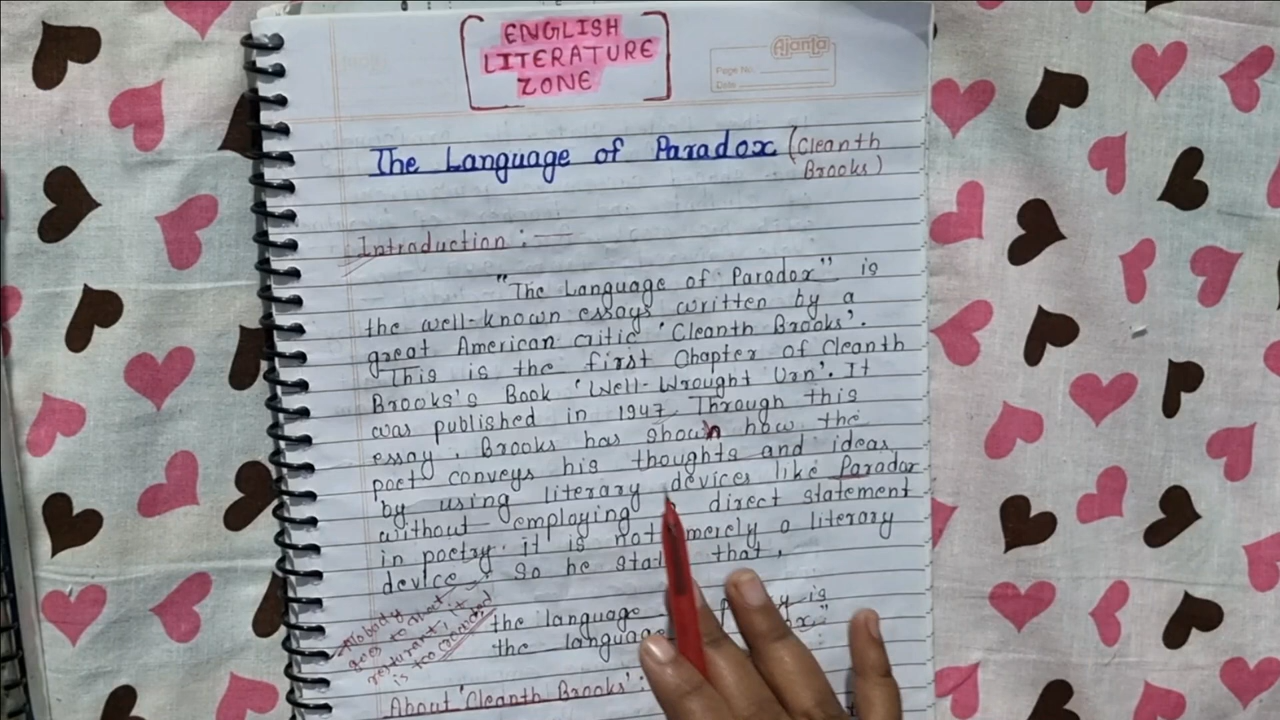 ENGLISH
LITERATURE
ZONE
Ajanta
Page No.
Date
The Language of Paradox (Cleanth
Brooks)
Introduction :—
"The Language of Paradox" is
the well-known essays written by a
great American critic 'Cleanth Brooks'.
This is the first Chapter of Cleanth
Brooks's Book 'Well-Wrought Urn'. It
was published in 1947. Through this
essay, Brooks has shown how the
poet conveys his thoughts and ideas
by using literary devices like Paradox
without employing direct statement
in poetry. it is not merely a literary
device. So he that,
the language is
the language
Nobody
goes to that
resturant, it
is too crowded
About 'Cleanth Brooks' :